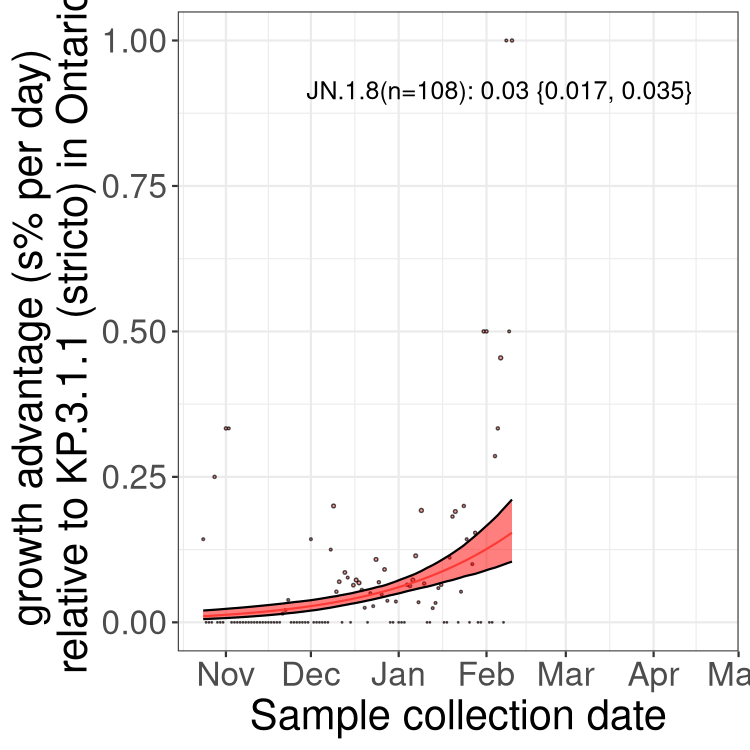 growth advantage (s% per day)
relative to KP.3.1.1 (stricto) in Ontario
1.00
0.75
0.50
0.25
0.00
JN.1.8(n=108): 0.03 {0.017, 0.035}
Nov Dec Jan Feb Mar Apr Ma
Sample collection date